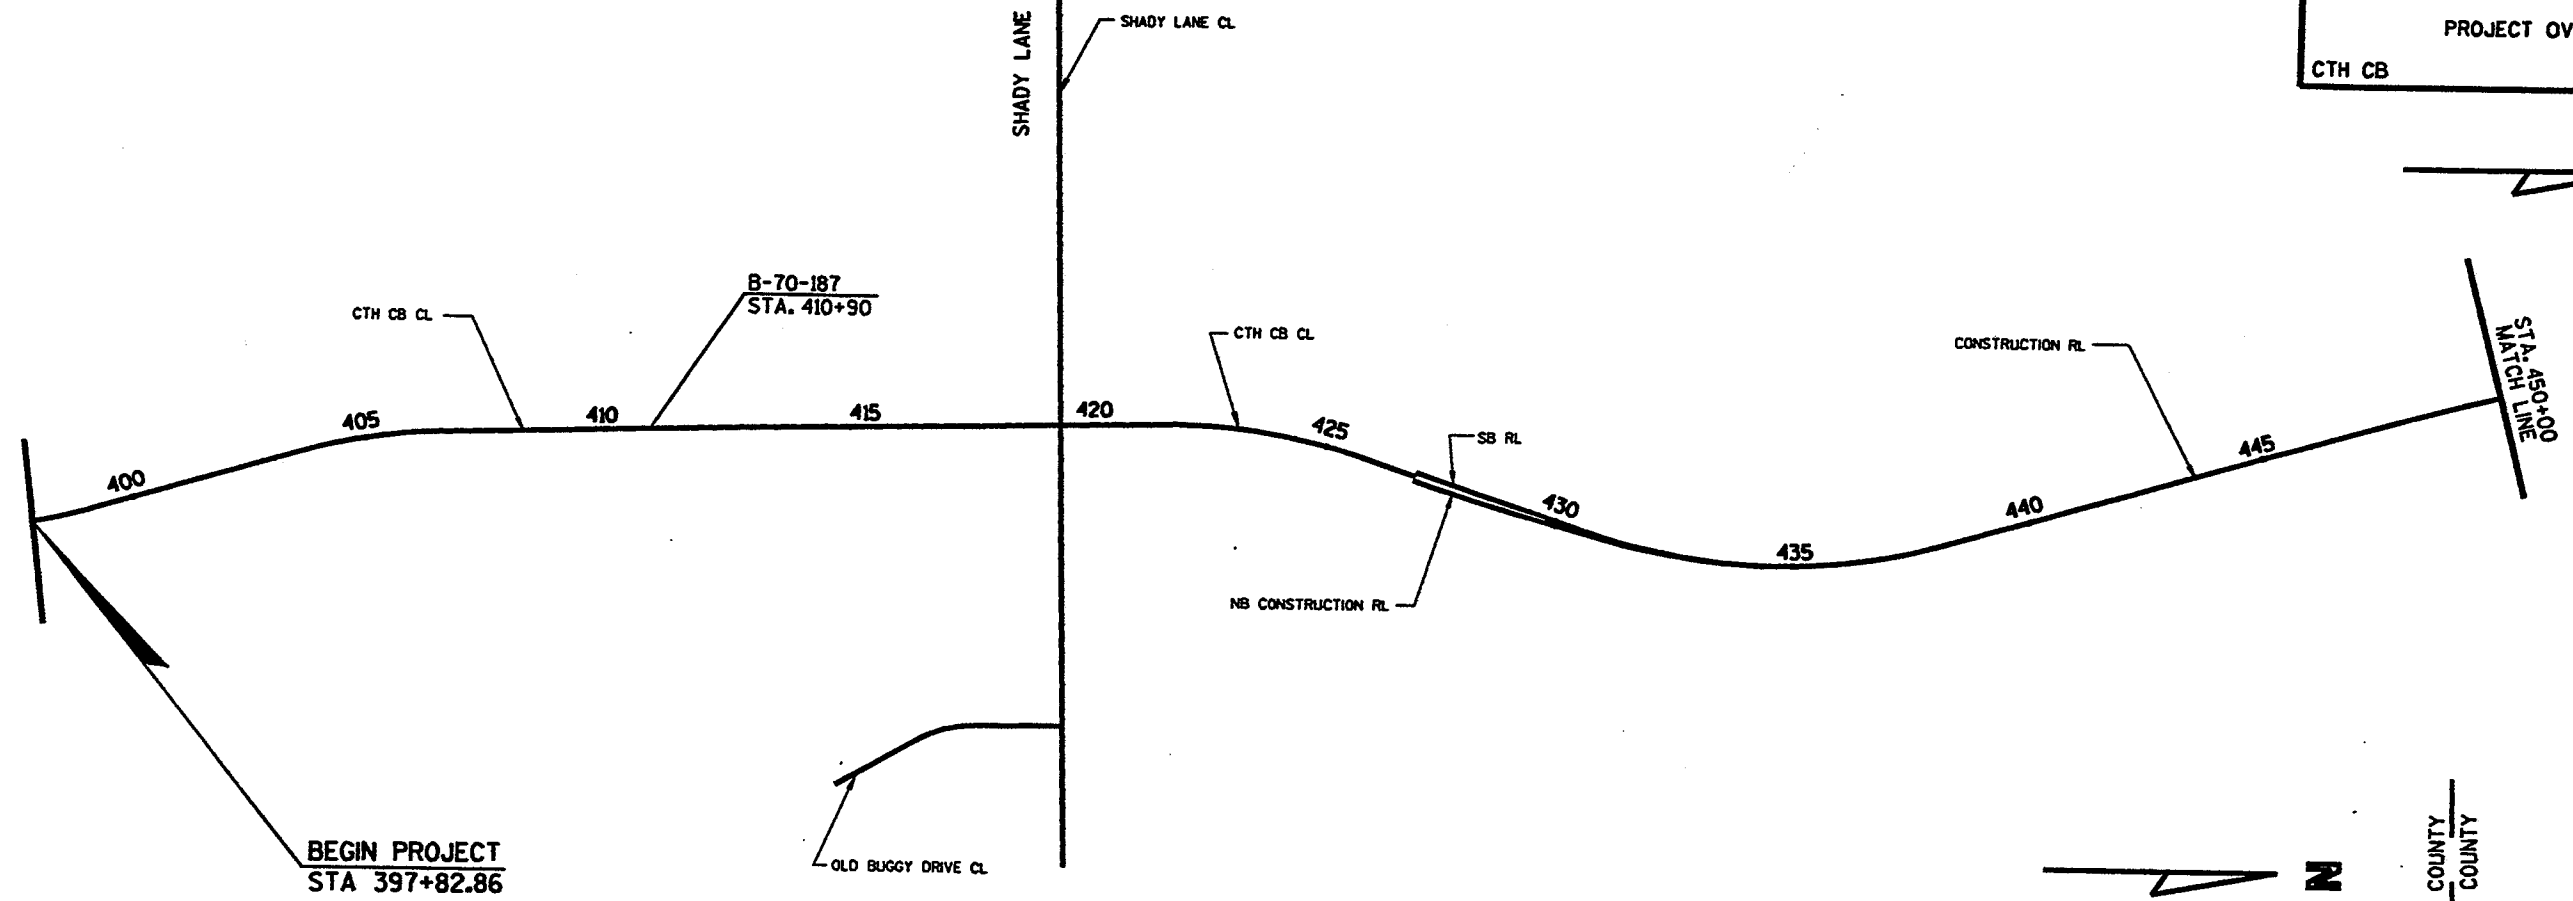 SHADY LANE
SHADY LANE CL
PROJECT OV
CTH CB
B-70-187
STA. 410+90
CTH CB CL
CTH CB CL
CONSTRUCTION RL
STA. 450+00
MATCH LINE
400
405
410
415
420
425
SB RL
430
435
440
445
NB CONSTRUCTION RL
BEGIN PROJECT
STA 397+82.86
OLD BUGGY DRIVE CL
N
COUNTY
COUNTY